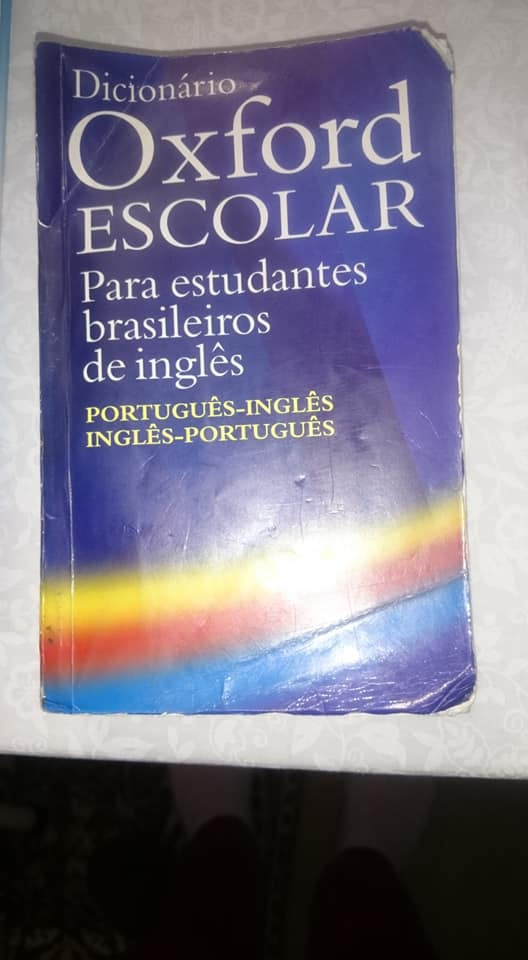 Dicionário
Oxford
ESCOLAR
Para estudantes
brasileiros
de inglês
PORTUGUÊS-INGLÊS
INGLÊS-PORTUGUÊS